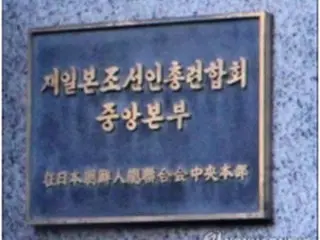 재일본조선인총련합회
중앙본부
在日本朝鮮人総聯合会中央本部